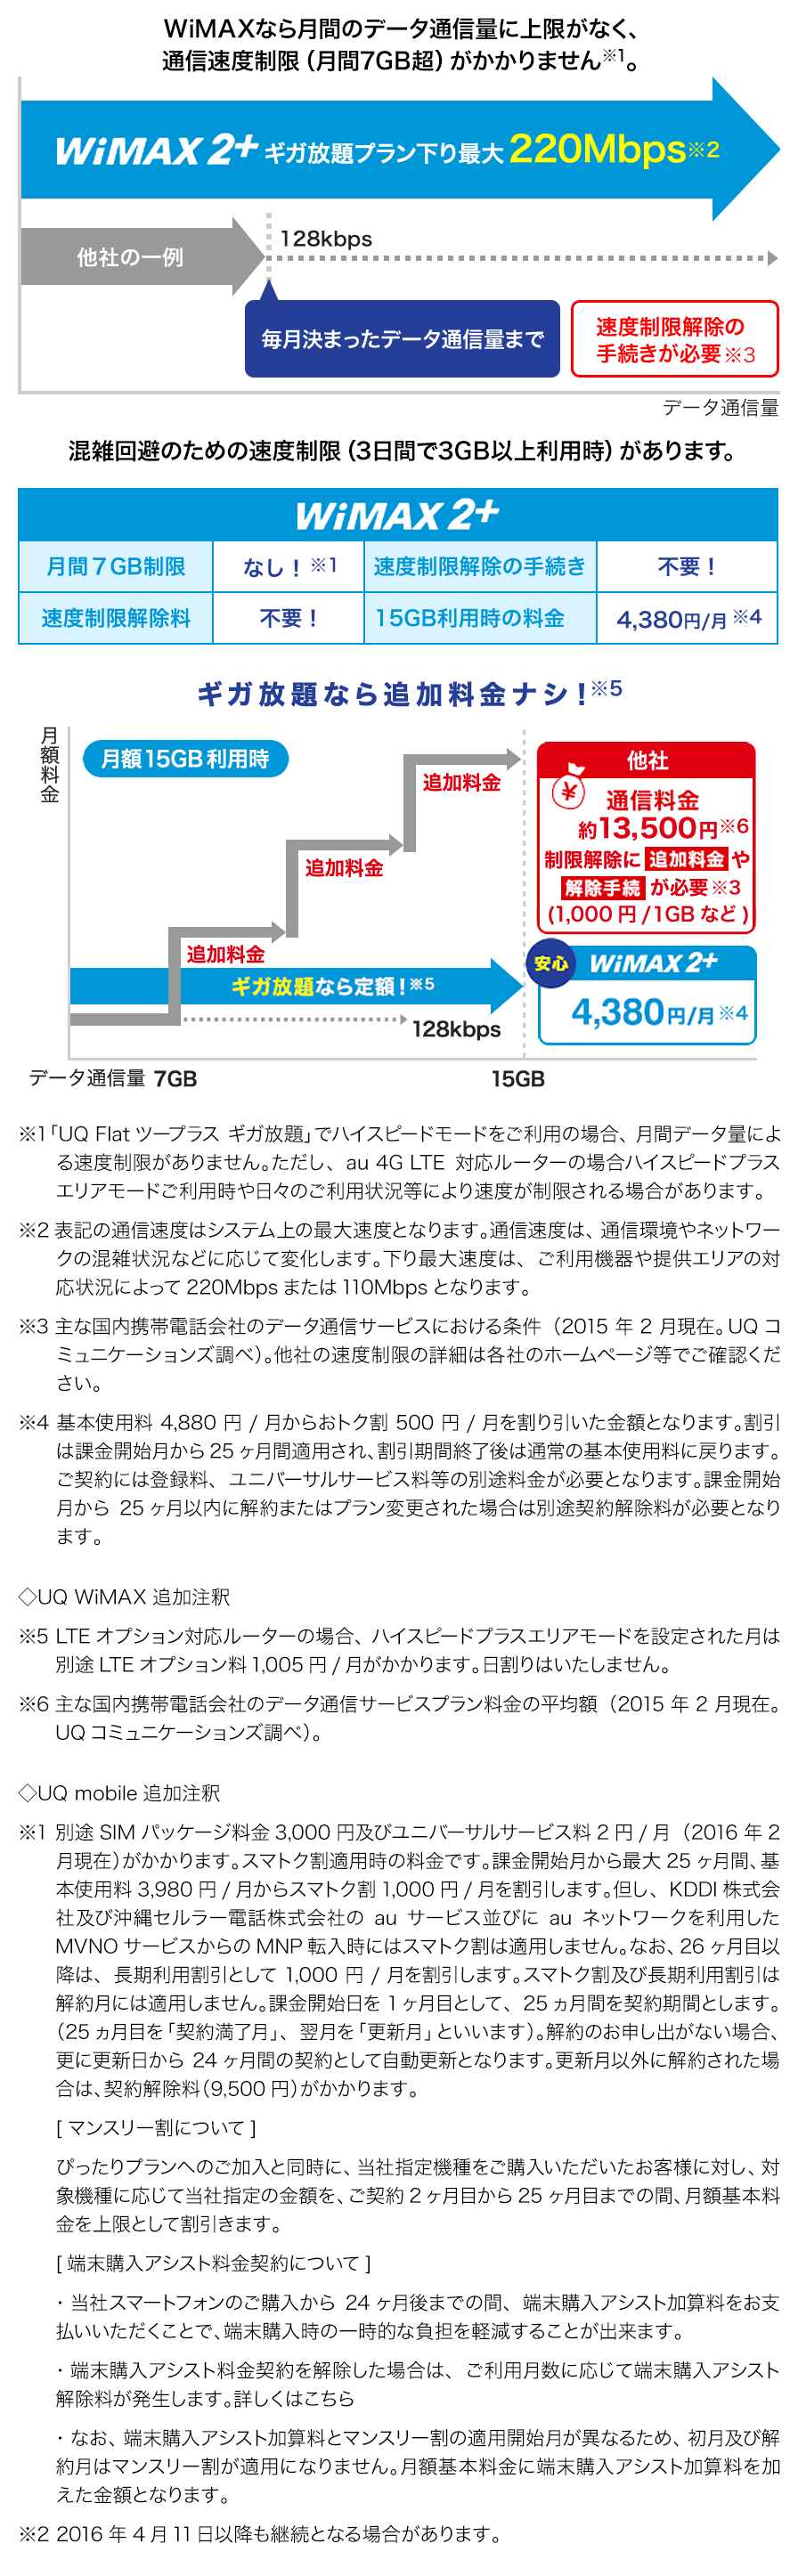 WiMAXなら月間のデータ通信量に上限がなく、
通信速度制限（月間7GB超）がかかりません※1。
WiMAX 2+ ギガ放題プラン下り最大 220Mbps※2
他社の一例
128kbps
毎月決まったデータ通信量まで
速度制限解除の
手続きが必要 ※3
データ通信量
混雑回避のための速度制限（3日間で3GB以上利用時）があります。
WiMAX 2+
月間７GB制限 なし！※1 速度制限解除の手続き 不要！
速度制限解除料 不要！ 15GB利用時の料金 4,380円/月 ※4
ギガ放題なら追加料金ナシ！※5
月額料金
月額15GB利用時
追加料金
追加料金
追加料金
ギガ放題なら定額！※5
128kbps
他社
¥
通信料金
約13,500円※6
制限解除に 追加料金 や
解除手続 が必要 ※3
(1,000円/1GBなど)
安心
WiMAX 2+
4,380円/月 ※4
データ通信量 7GB 15GB
※1「UQ Flat ツープラス ギガ放題」でハイスピードモードをご利用の場合、月間データ量によ
る速度制限がありません。ただし、au 4G LTE 対応ルーターの場合ハイスピードプラス
エリアモードご利用時や日々のご利用状況等により速度が制限される場合があります。
※2 表記の通信速度はシステム上の最大速度となります。通信速度は、通信環境やネットワー
クの混雑状況などに応じて変化します。下り最大速度は、ご利用機器や提供エリアの対
応状況によって 220Mbps または 110Mbps となります。
※3 主な国内携帯電話会社のデータ通信サービスにおける条件（2015 年 2 月現在。UQ コ
ミュニケーションズ調べ）。他社の速度制限の詳細は各社のホームページ等でご確認くだ
さい。
※4 基本使用料 4,880 円 / 月からおトク割 500 円 / 月を割り引いた金額となります。割引
は課金開始月から 25 ヶ月間適用され、割引期間終了後は通常の基本使用料に戻ります。
ご契約には登録料、ユニバーサルサービス料等の別途料金が必要となります。課金開始
月から 25 ヶ月以内に解約またはプラン変更された場合は別途契約解除料が必要となり
ます。
◇UQ WiMAX 追加注釈
※5 LTE オプション対応ルーターの場合、ハイスピードプラスエリアモードを設定された月は
別途 LTE オプション料 1,005 円 / 月がかかります。日割りはいたしません。
※6 主な国内携帯電話会社のデータ通信サービスプラン料金の平均額（2015 年 2 月現在。
UQ コミュニケーションズ調べ）。
◇UQ mobile 追加注釈
※1 別途 SIM パッケージ料金 3,000 円及びユニバーサルサービス料 2 円 / 月（2016 年 2
月現在）がかかります。スマトク割適用時の料金です。課金開始月から最大 25 ヶ月間、基
本使用料 3,980 円 / 月からスマトク割 1,000 円 / 月を割引します。但し、KDDI 株式会
社及び沖縄セルラー電話株式会社の au サービス並びに au ネットワークを利用した
MVNO サービスからの MNP 転入時にはスマトク割は適用しません。なお、26 ヶ月目以
降は、長期利用割引として 1,000 円 / 月を割引します。スマトク割及び長期利用割引は
解約月には適用しません。課金開始日を 1 ヶ月目として、25 ヵ月間を契約期間とします。
（25 ヵ月目を「契約満了月」、翌月を「更新月」といいます）。解約のお申し出がない場合、
更に更新日から 24 ヶ月間の契約として自動更新となります。更新月以外に解約された場
合は、契約解除料（9,500 円）がかかります。
[ マンスリー割について ]
ぴったりプランへのご加入と同時に、当社指定機種をご購入いただいたお客様に対し、対
象機種に応じて当社指定の金額を、ご契約 2 ヶ月目から 25 ヶ月目までの間、月額基本料
金を上限として割引きます。
[ 端末購入アシスト料金契約について ]
・当社スマートフォンのご購入から 24 ヶ月後までの間、端末購入アシスト加算料をお支
払いいただくことで、端末購入時の一時的な負担を軽減することが出来ます。
・端末購入アシスト料金契約を解除した場合は、ご利用月数に応じて端末購入アシスト
解除料が発生します。詳しくはこちら
・なお、端末購入アシスト加算料とマンスリー割の適用開始月が異なるため、初月及び解
約月はマンスリー割が適用になりません。月額基本料金に端末購入アシスト加算料を加
えた金額となります。
※2 2016 年 4 月 11 日以降も継続となる場合があります。